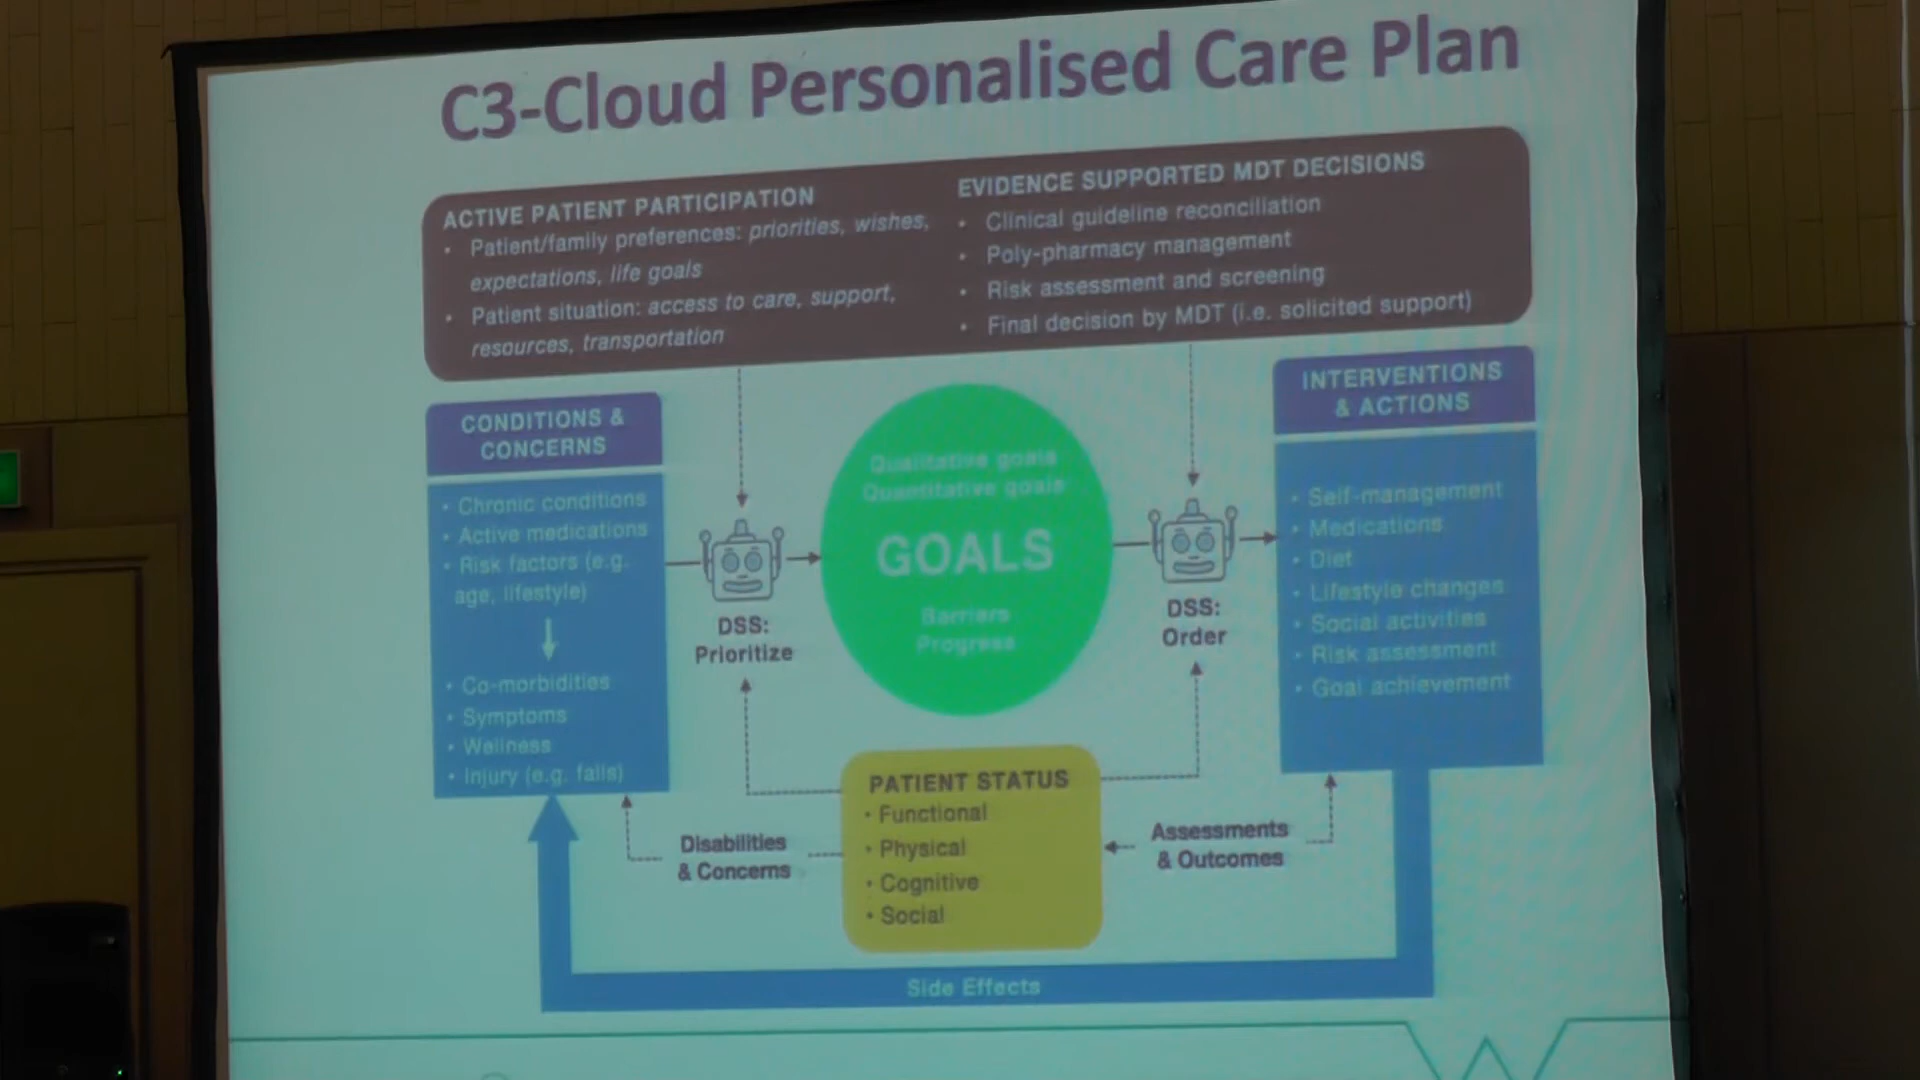 C3-Cloud Personalised Care Plan
ACTIVE PATIENT PARTICIPATION
• Patient/family preferences: priorities, wishes,
expectations, life goals
• Patient situation: access to care, support,
resources, transportation
EVIDENCE SUPPORTED MDT DECISIONS
• Clinical guideline reconciliation
• Poly-pharmacy management
• Risk assessment and screening
• Final decision by MDT (i.e. solicited support)
CONDITIONS &
CONCERNS
• Chronic conditions
• Active medications
• Risk factors (e.g.
age, lifestyle)
• Co-morbidities
• Symptoms
• Wellness
• Injury (e.g. falls)
DSS:
Prioritize
Qualitative goals
Quantitative goals
GOALS
Barriers
Progress
DSS:
Order
INTERVENTIONS
& ACTIONS
• Self-management
• Medications
• Diet
• Lifestyle changes
• Social activities
• Risk assessment
• Goal achievement
Disabilities
& Concerns
PATIENT STATUS
• Functional
• Physical
• Cognitive
• Social
Assessments
& Outcomes
Side Effects